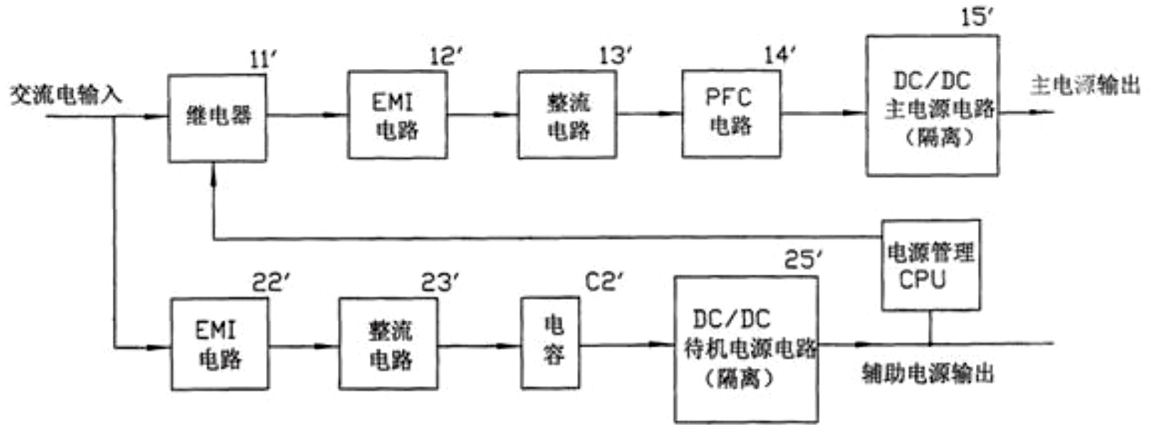 15′
11′
12′
13′
14′
交流电输入
继电器
EMI
电路
整流
电路
PFC
电路
DC/DC
主电源电路
（隔离）
主电源输出
电源管理
CPU
22′
23′
C2′
25′
EMI
电路
整流
电路
电
容
DC/DC
待机电源电路
（隔离）
辅助电源输出